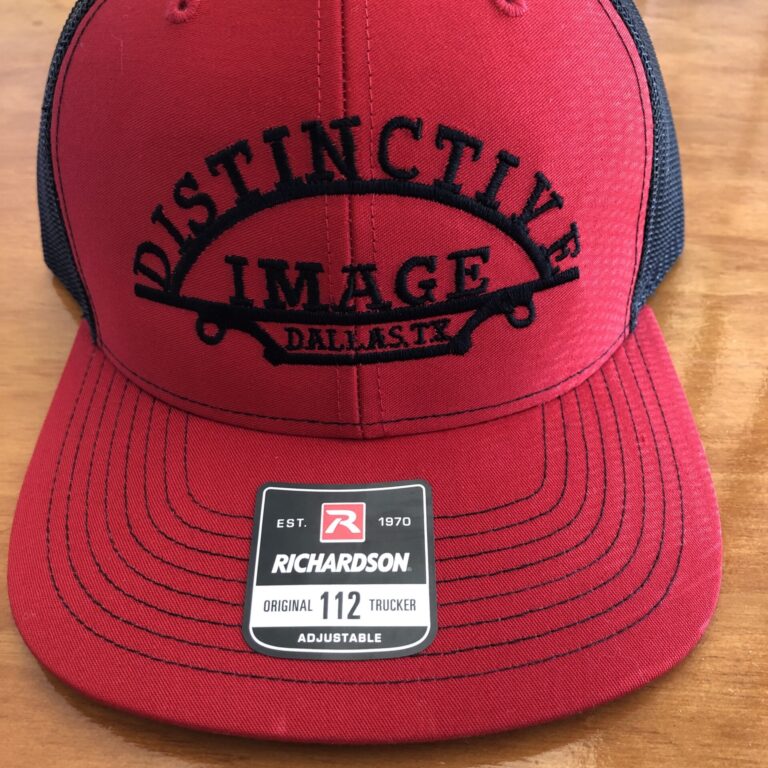 DISTINCTIVE
IMAGE
DALLAS, TX
EST. R 1970
RICHARDSON
ORIGINAL 112 TRUCKER
ADJUSTABLE